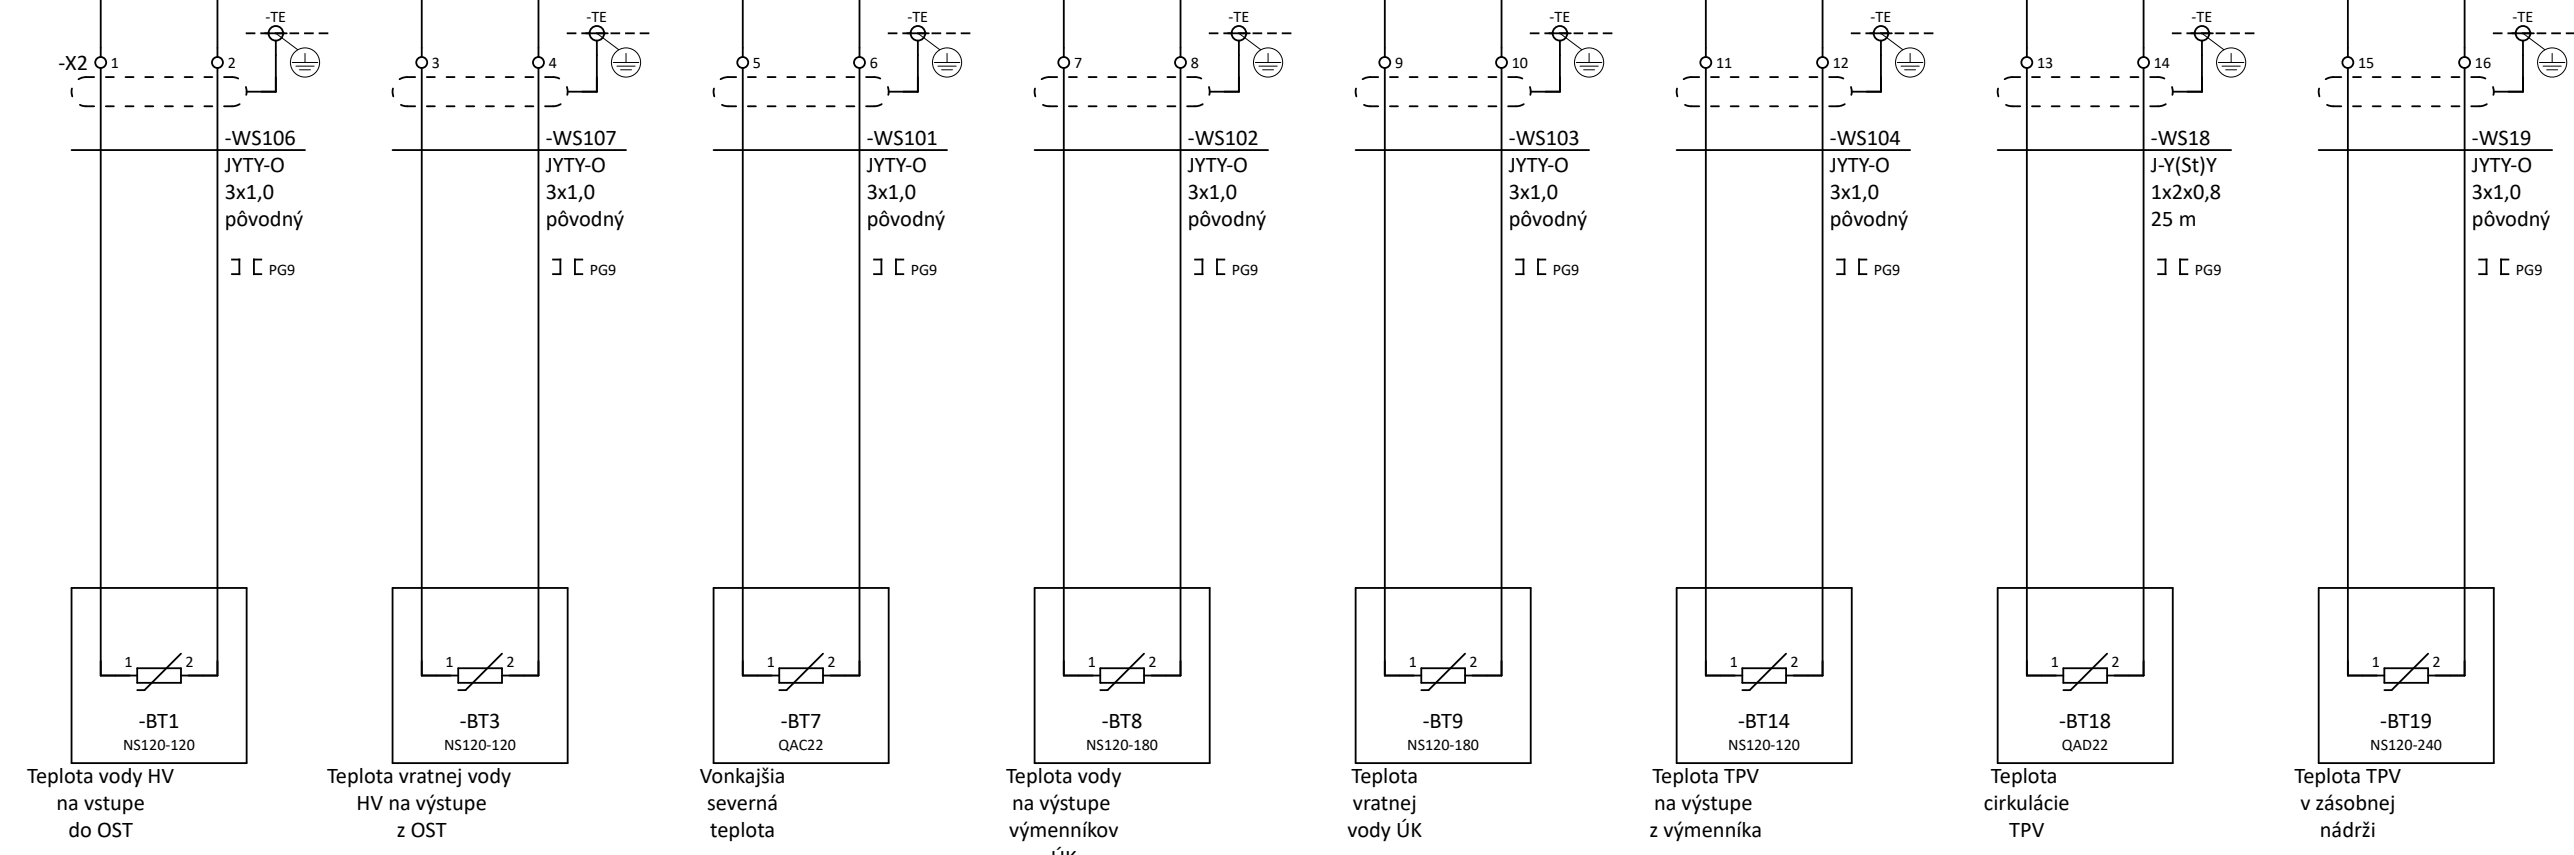 -TE
-TE
-TE
-TE
-TE
-TE
-TE
-TE
-X2 1 2 3 4 5 6 7 8 9 10 11 12 13 14 15 16
-WS106
JYTY-O
3x1,0
pôvodný
PG9
-WS107
JYTY-O
3x1,0
pôvodný
PG9
-WS101
JYTY-O
3x1,0
pôvodný
PG9
-WS102
JYTY-O
3x1,0
pôvodný
PG9
-WS103
JYTY-O
3x1,0
pôvodný
PG9
-WS104
JYTY-O
3x1,0
pôvodný
PG9
-WS18
J-Y(St)Y
1x2x0,8
25 m
PG9
-WS19
JYTY-O
3x1,0
pôvodný
PG9
1 2
-BT1
NS120-120
Teplota vody HV
na vstupe
do OST
1 2
-BT3
NS120-120
Teplota vratnej vody
HV na výstupe
z OST
1 2
-BT7
QAC22
Vonkajšia
severná
teplota
1 2
-BT8
NS120-180
Teplota vody
na výstupe
výmenníkov
ÚK
1 2
-BT9
NS120-180
Teplota
vratnej
vody ÚK
1 2
-BT14
NS120-120
Teplota TPV
na výstupe
z výmenníka
1 2
-BT18
QAD22
Teplota
cirkulácie
TPV
1 2
-BT19
NS120-240
Teplota TPV
v zásobnej
nádrži